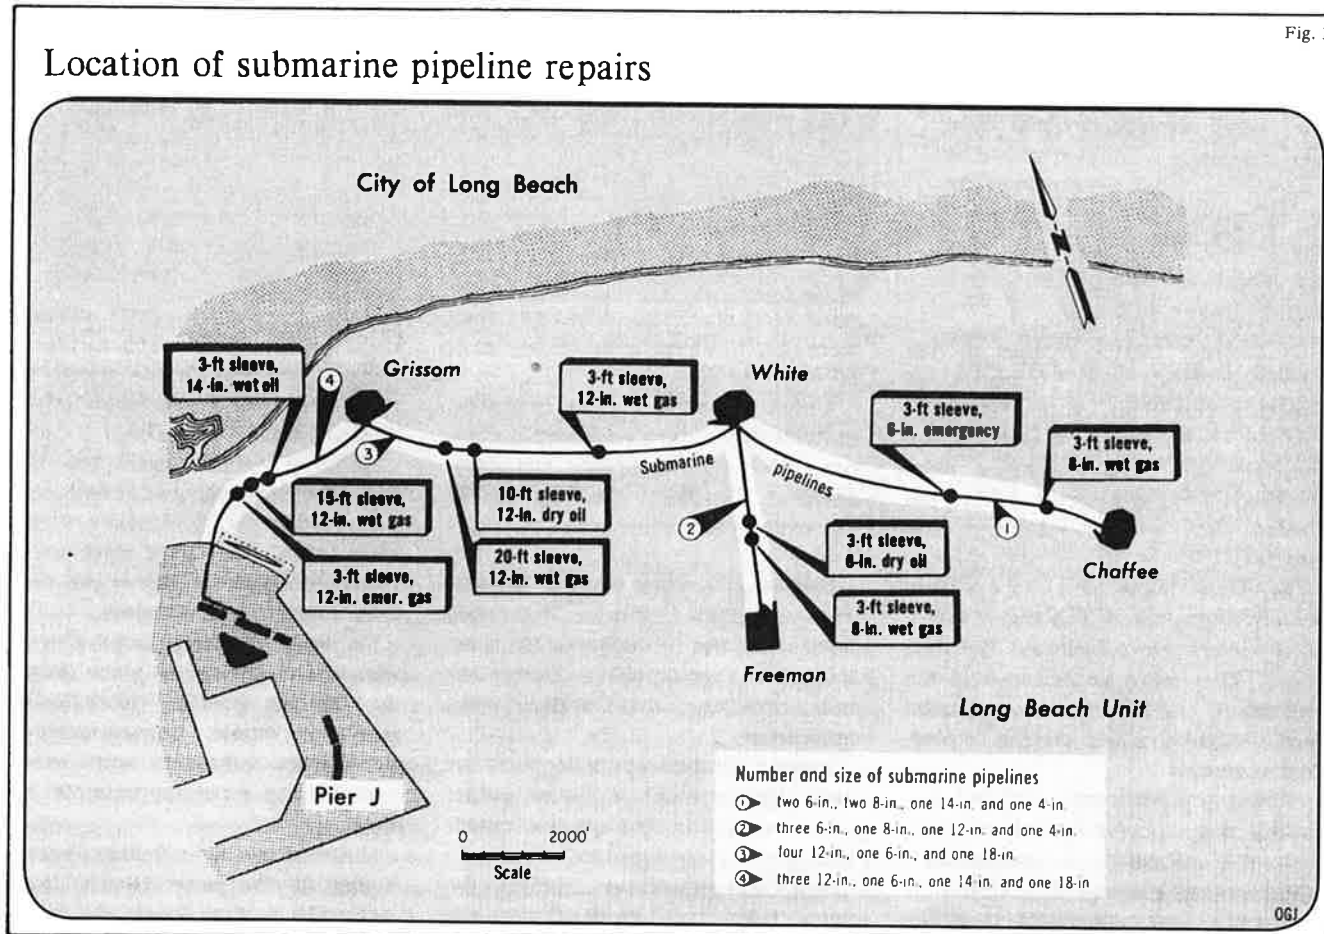 Fig.
Location of submarine pipeline repairs
City of Long Beach
N
3-ft sleeve,
14-in. wet oil
4
Grissom
3
3-ft sleeve,
12-in. wet gas
White
3-ft sleeve,
6-in. emergency
3-ft sleeve,
8-in. wet gas
Submarine
pipelines
15-ft sleeve,
12-in. wet gas
10-ft sleeve,
12-in. dry oil
2
1
3-ft sleeve,
12-in. emer. gas
20-ft sleeve,
12-in. wet gas
3-ft sleeve,
6-in. dry oil
Chaffee
3-ft sleeve,
8-in. wet gas
Freeman
Long Beach Unit
Pier J
0 2000'
Scale
Number and size of submarine pipelines
1 two 6-in., two 8-in., one 14-in. and one 4-in.
2 three 6-in., one 8-in., one 12-in. and one 4-in.
3 four 12-in., one 6-in., and one 18-in
4 three 12-in., one 6-in., one 14-in. and one 18-in
OGJ